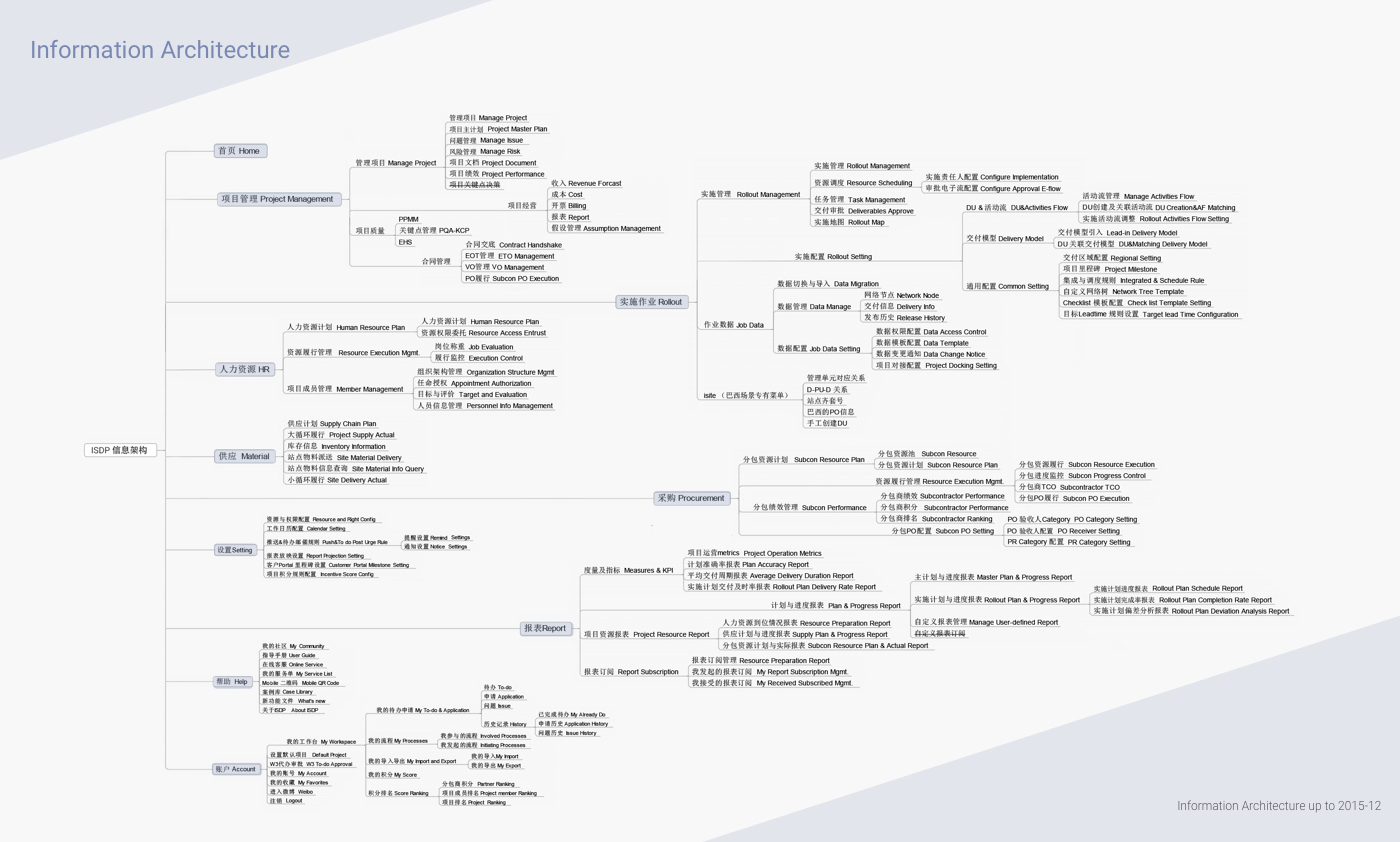 Information Architecture
ISDP 信息架构
首页 Home
项目管理 Project Management
管理项目 Manage Project
管理项目 Manage Project
项目主计划 Project Master Plan
问题管理 Manage Issue
风险管理 Manage Risk
项目文档 Project Document
项目绩效 Project Performance
项目关键点决策
项目经营
收入 Revenue Forcast
成本 Cost
开票 Billing
报表 Report
假设管理 Assumption Management
项目质量
PPMM
关键点管理 PQA-KCP
EHS
合同管理
合同交底 Contract Handshake
EOT管理 ETO Management
VO管理 VO Management
PO履行 Subcon PO Execution
实施作业 Rollout
实施管理 Rollout Management
实施管理 Rollout Management
资源调度 Resource Scheduling
实施责任人配置 Configure Implementation
审批电子流配置 Configure Approval E-flow
任务管理 Task Management
交付审批 Deliverables Approve
实施地图 Rollout Map
实施配置 Rollout Setting
DU & 活动流 DU&Activities Flow
活动流管理 Manage Activities Flow
DU创建及关联活动流 DU Creation&AF Matching
实施活动流调整 Rollout Activities Flow Setting
交付模型 Delivery Model
交付模型引入 Lead-in Delivery Model
DU 关联交付模型 DU&Matching Delivery Model
通用配置 Common Setting
交付区域配置 Regional Setting
项目里程碑 Project Milestone
集成与调度规则 Integrated & Schedule Rule
自定义网络树 Network Tree Template
Checklist 模板配置 Check list Template Setting
目标Leadtime 规则设置 Target lead Time Configuration
作业数据 Job Data
数据切换与导入 Data Migration
数据管理 Data Manage
网络节点 Network Node
交付信息 Delivery Info
发布历史 Release History
数据配置 Job Data Setting
数据权限配置 Data Access Control
数据模板配置 Data Template
数据变更通知 Data Change Notice
项目对接配置 Project Docking Setting
isite （巴西场景专有菜单）
管理单元对应关系
D-PU-D 关系
站点齐套号
巴西的PO信息
手工创建DU
人力资源 HR
人力资源计划 Human Resource Plan
人力资源计划 Human Resource Plan
资源权限委托 Resource Access Entrust
资源履行管理 Resource Execution Mgmt.
岗位称重 Job Evaluation
履行监控 Execution Control
项目成员管理 Member Management
组织架构管理 Organization Structure Mgmt
任命授权 Appointment Authorization
目标与评价 Target and Evaluation
人员信息管理 Personnel Info Management
供应 Material
供应计划 Supply Chain Plan
大循环履行 Project Supply Actual
库存信息 Inventory Information
站点物料派送 Site Material Delivery
站点物料信息查询 Site Material Info Query
小循环履行 Site Delivery Actual
采购 Procurement
分包资源计划 Subcon Resource Plan
分包资源池 Subcon Resource
分包资源计划 Subcon Resource Plan
资源履行管理 Resource Execution Mgmt.
分包资源履行 Subcon Resource Execution
分包进度监控 Subcon Progress Control
分包商TCO Subcontractor TCO
分包PO履行 Subcon PO Execution
分包绩效管理 Subcon Performance
分包商绩效 Subcontractor Performance
分包商积分 Subcontractor Performance
分包商排名 Subcontractor Ranking
分包PO配置 Subcon PO Setting
PO 验收人Category PO Category Setting
PO 验收人配置 PO Receiver Setting
PR Category 配置 PR Category Setting
设置Setting
资源与权限配置 Resource and Right Config
工作日历配置 Calendar Setting
推送&待办邮催规则 Push&To do Post Urge Rule
提醒设置Remind Settings
通知设置Notice Settings
报表放映设置 Report Projection Setting
客户Portal 里程碑设置 Customer Portal Milestone Setting
项目积分规则配置 Incentive Score Config
报表Report
度量及指标 Measures & KPI
项目运营metrics Project Operation Metrics
计划准确率报表 Plan Accuracy Report
平均交付周期报表 Average Delivery Duration Report
实施计划交付及时率报表 Rollout Plan Delivery Rate Report
计划与进度报表 Plan & Progress Report
主计划与进度报表 Master Plan & Progress Report
实施计划与进度报表 Rollout Plan & Progress Report
实施计划进度报表 Rollout Plan Schedule Report
实施计划完成率报表 Rollout Plan Completion Rate Report
实施计划偏差分析报表 Rollout Plan Deviation Analysis Report
自定义报表管理 Manage User-defined Report
自定义报表订阅
项目资源报表 Project Resource Report
人力资源到位情况报表 Resource Preparation Report
供应计划与进度报表 Supply Plan & Progress Report
分包资源计划与实际报表 Subcon Resource Plan & Actual Report
报表订阅 Report Subscription
报表订阅管理 Resource Preparation Report
我发起的报表订阅 My Report Subscription Mgmt.
我接受的报表订阅 My Received Subscribed Mgmt.
帮助 Help
我的社区 My Community
指导手册 User Guide
在线客服 Online Service
我的服务单 My Service List
Mobile 二维码 Mobile QR Code
案例库 Case Library
新功能文件 What's new
关于ISDP About ISDP
账户 Account
我的工作台 My Workspace
我的待办申请 My To-do & Application
待办 To-do
申请 Application
问题 Issue
历史记录 History
已完成待办 My Already Do
申请历史 Application History
问题历史 Issue History
我的流程 My Processes
我参与的流程 Involved Processes
我发起的流程 Initiating Processes
我的导入导出 My Import and Export
我的导入My Import
我的导出 My Export
我的积分 My Score
积分排名 Score Ranking
分包商积分 Partner Ranking
项目成员排名 Project member Ranking
项目排名 Project Ranking
设置默认项目 Default Project
W3代办审批 W3 To-do Approval
我的账号 My Account
我的收藏 My Favorites
进入微博 Weibo
注销 Logout
Information Architecture up to 2015-12